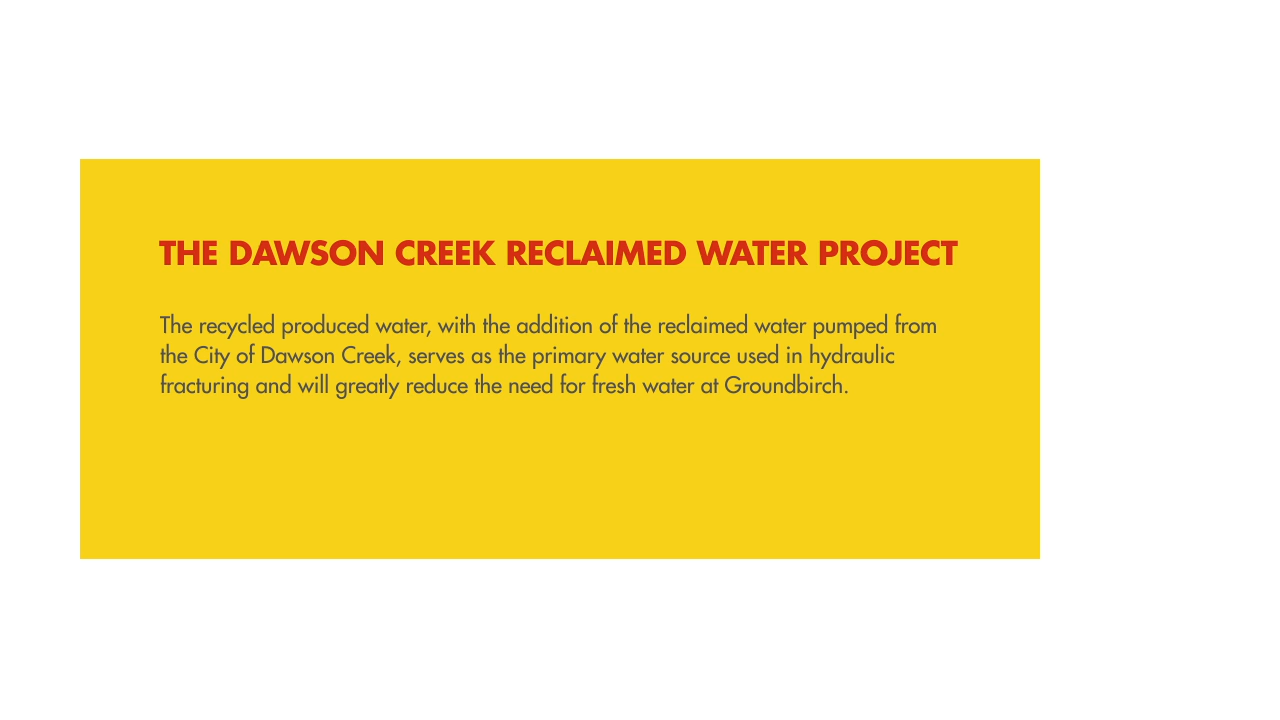 THE DAWSON CREEK RECLAIMED WATER PROJECT
The recycled produced water, with the addition of the reclaimed water pumped from
the City of Dawson Creek, serves as the primary water source used in hydraulic
fracturing and will greatly reduce the need for fresh water at Groundbirch.